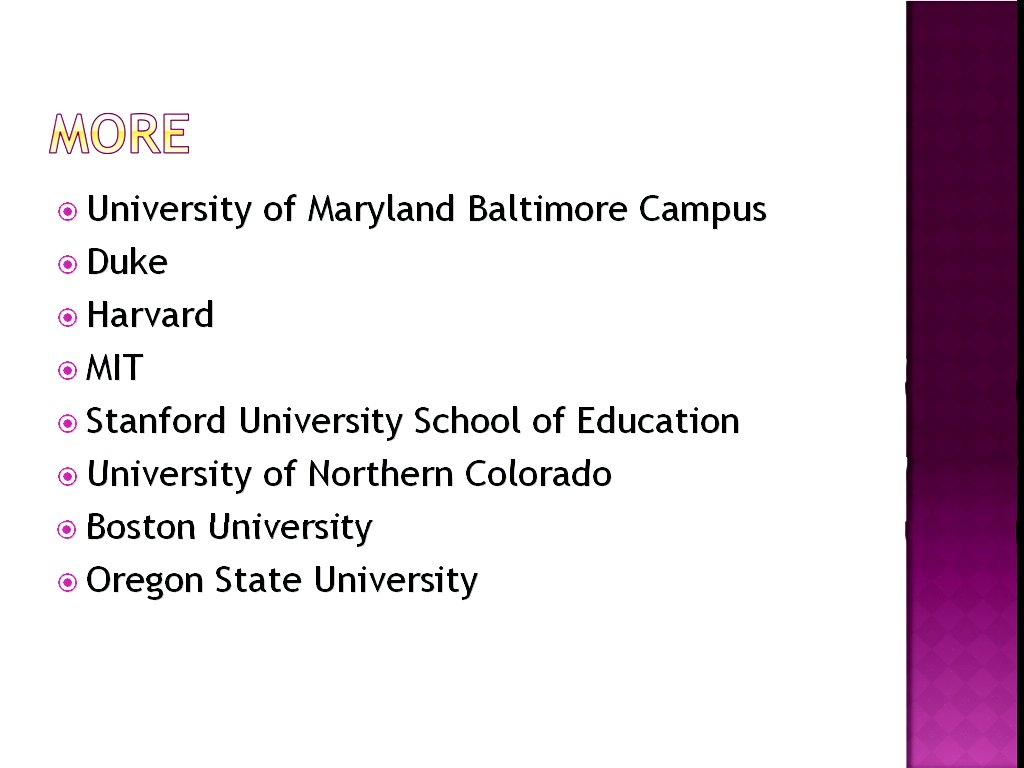 MORE
University of Maryland Baltimore Campus
Duke
Harvard
MIT
Stanford University School of Education
University of Northern Colorado
Boston University
Oregon State University